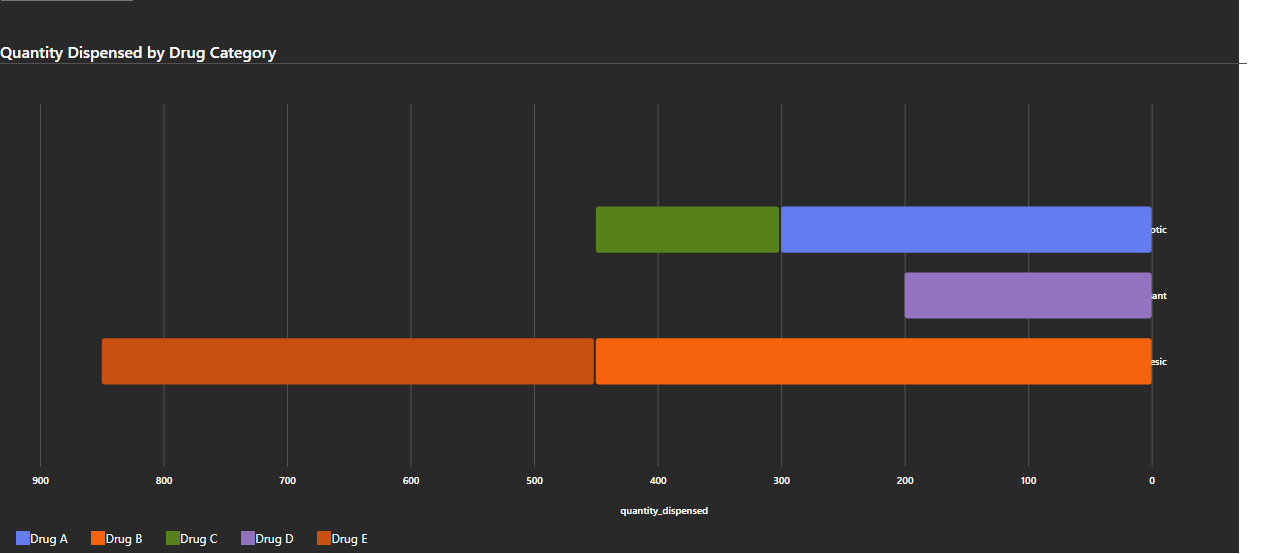 Quantity Dispensed by Drug Category
otic
ant
esic
900 800 700 600 500 400 300 200 100 0
quantity_dispensed
Drug A Drug B Drug C Drug D Drug E